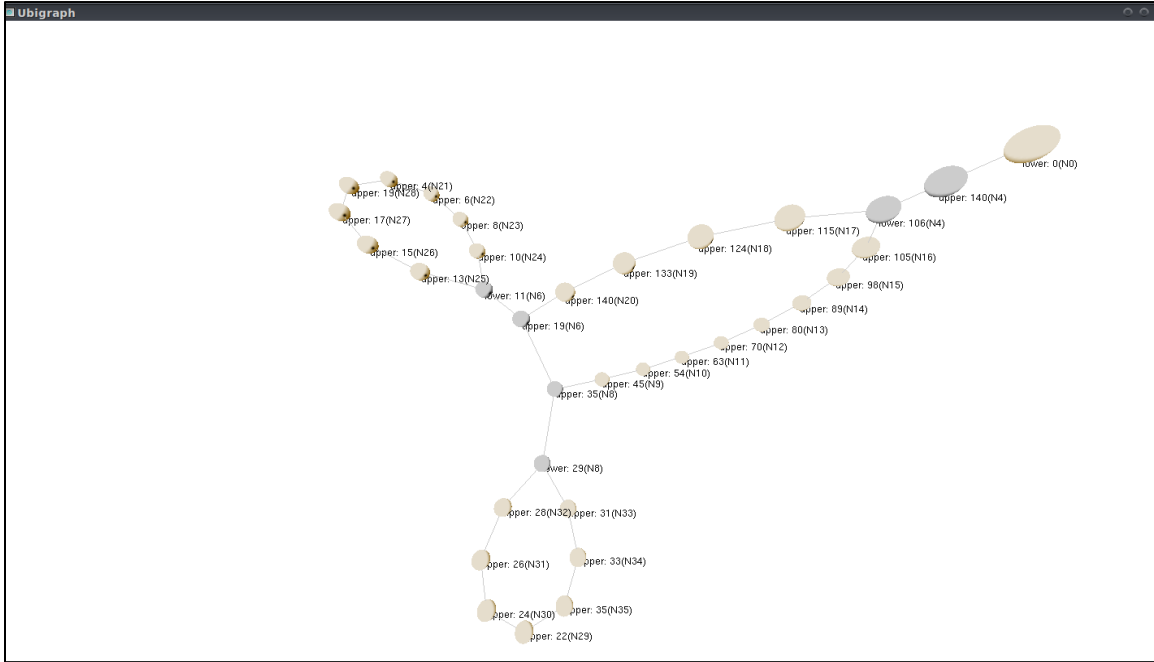 Ubigraph
lower: 0(N0)
upper: 4(N21)
upper: 19(N28)
upper: 140(N4)
upper: 6(N22)
upper: 17(N27)
lower: 106(N4)
upper: 8(N23)
upper: 115(N17)
upper: 124(N18)
upper: 15(N26)
upper: 10(N24)
upper: 105(N16)
upper: 133(N19)
upper: 13(N25)
upper: 98(N15)
lower: 11(N6)
upper: 140(N20)
upper: 89(N14)
upper: 19(N6)
upper: 80(N13)
upper: 70(N12)
upper: 63(N11)
upper: 54(N10)
upper: 45(N9)
upper: 35(N8)
lower: 29(N8)
upper: 28(N32)
upper: 31(N33)
upper: 26(N31)
upper: 33(N34)
upper: 24(N30)
upper: 35(N35)
upper: 22(N29)